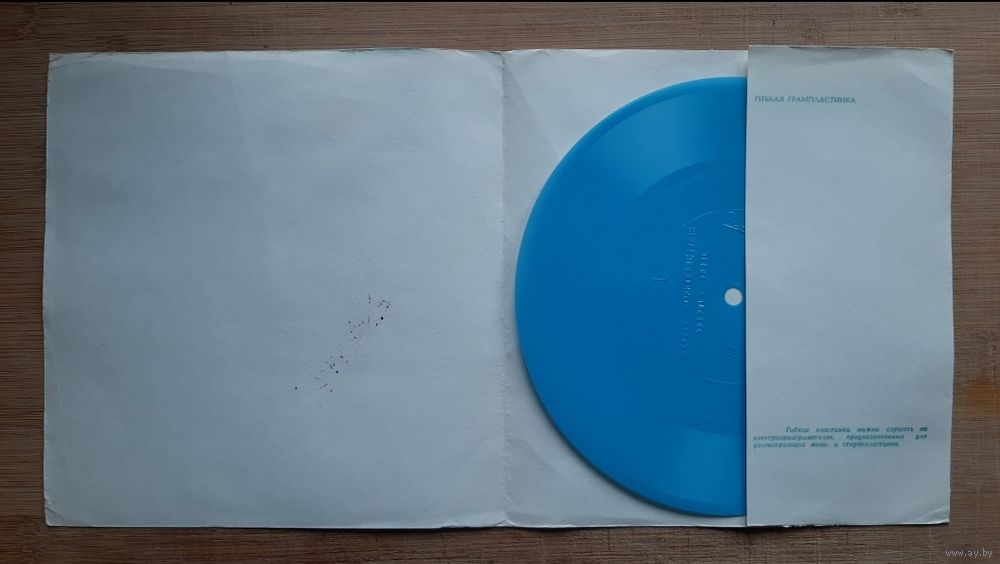 ГИБКАЯ ГРАМПЛАСТИНКА
Гибкие пластинки можно слушать на
электропроигрывателях, предназначенных для
долгоиграющих моно- и стереопластинок.
www.ay.by